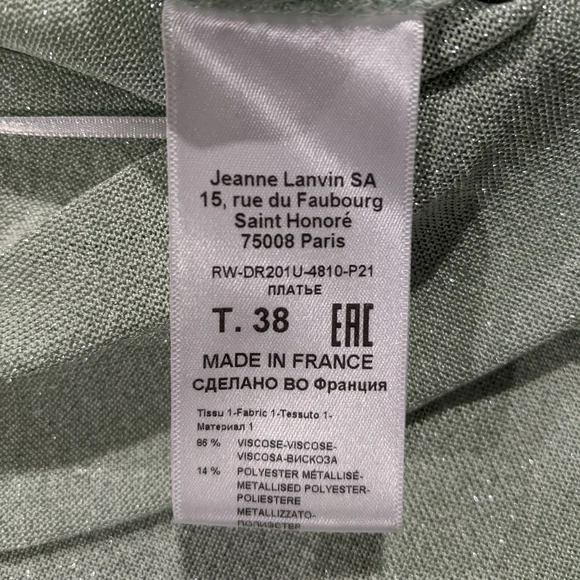 Jeanne Lanvin SA
15, rue du Faubourg
Saint Honoré
75008 Paris
RW-DR201U-4810-P21
ПЛАТЬЕ
T. 38 EAC
MADE IN FRANCE
СДЕЛАНО ВО Франция
Tissu 1-Fabric 1-Tessuto 1-
Материал 1
86 % VISCOSE-VISCOSE-
VISCOSA-ВИСКОЗА
14 % POLYESTER MÉTALLISÉ-
METALLISED POLYESTER-
POLIESTERE
METALLIZZATO-
ПОЛИЭСТЕР